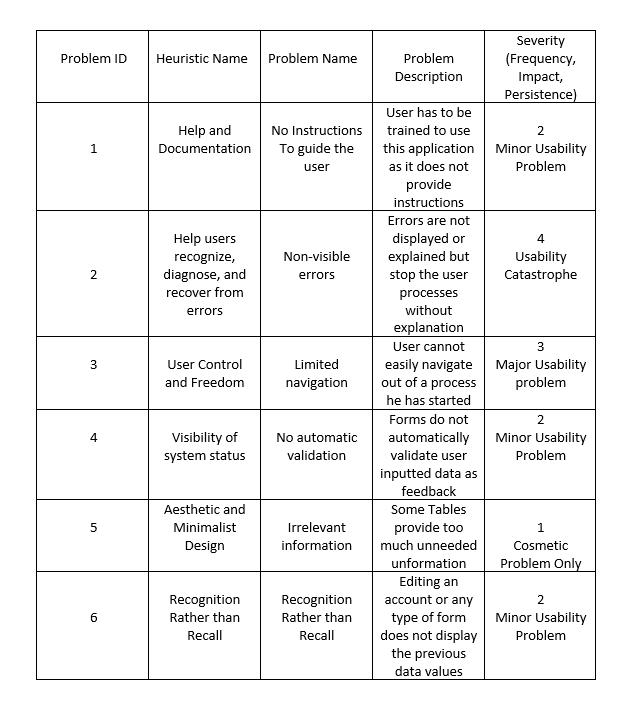 Problem ID
Heuristic Name
Problem Name
Problem
Description
Severity
(Frequency,
Impact,
Persistence)
1
Help and
Documentation
No Instructions
To guide the
user
User has to be
trained to use
this application
as it does not
provide
instructions
2
Minor Usability
Problem
2
Help users
recognize,
diagnose, and
recover from
errors
Non-visible
errors
Errors are not
displayed or
explained but
stop the user
processes
without
explanation
4
Usability
Catastrophe
3
User Control
and Freedom
Limited
navigation
User cannot
easily navigate
out of a process
he has started
3
Major Usability
problem
4
Visibility of
system status
No automatic
validation
Forms do not
automatically
validate user
inputted data as
feedback
2
Minor Usability
Problem
5
Aesthetic and
Minimalist
Design
Irrelevant
information
Some Tables
provide too
much unneeded
unformation
1
Cosmetic
Problem Only
6
Recognition
Rather than
Recall
Recognition
Rather than
Recall
Editing an
account or any
type of form
does not display
the previous
data values
2
Minor Usability
Problem